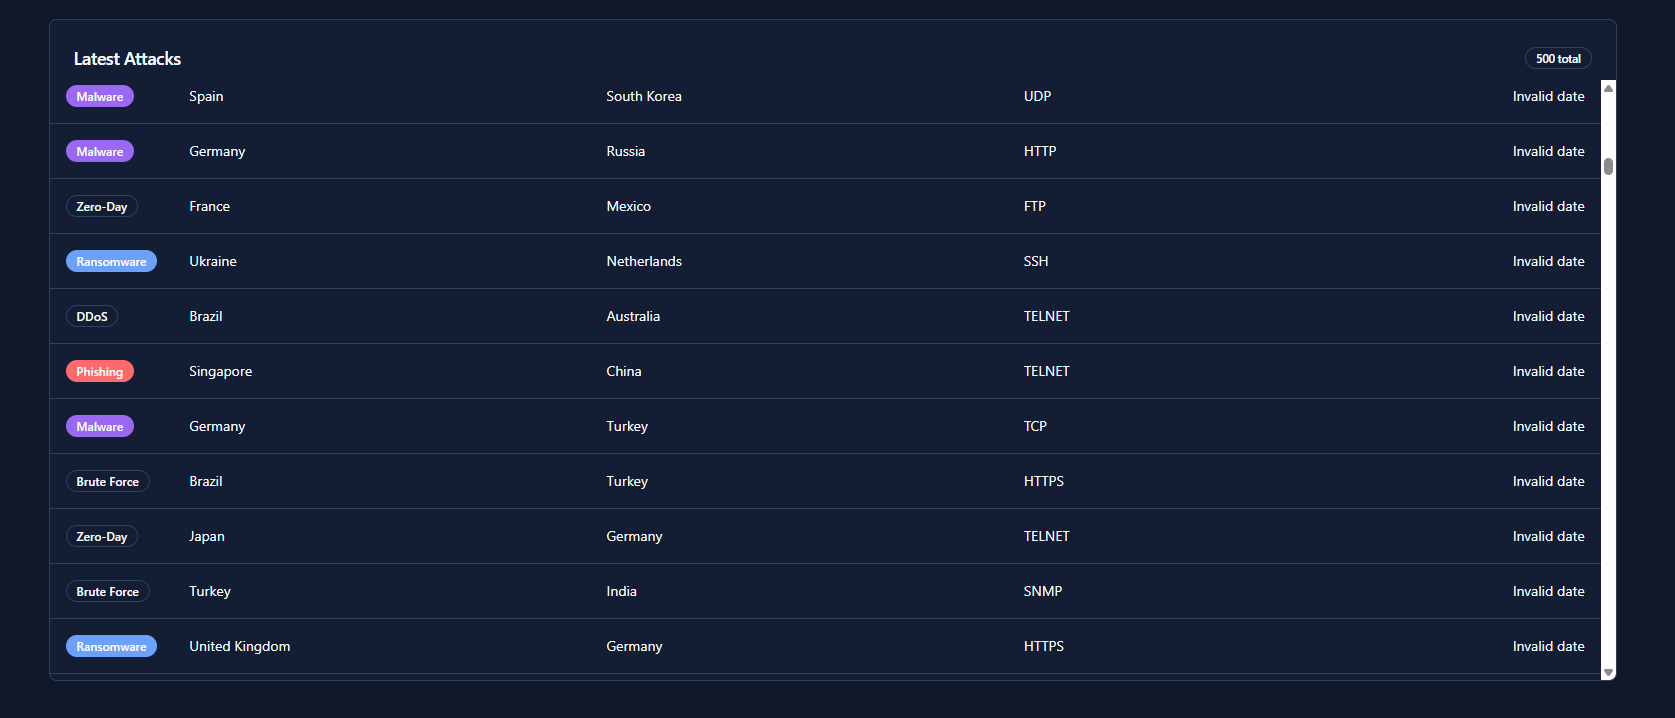 Latest Attacks 500 total
Malware Spain South Korea UDP Invalid date
Malware Germany Russia HTTP Invalid date
Zero-Day France Mexico FTP Invalid date
Ransomware Ukraine Netherlands SSH Invalid date
DDoS Brazil Australia TELNET Invalid date
Phishing Singapore China TELNET Invalid date
Malware Germany Turkey TCP Invalid date
Brute Force Brazil Turkey HTTPS Invalid date
Zero-Day Japan Germany TELNET Invalid date
Brute Force Turkey India SNMP Invalid date
Ransomware United Kingdom Germany HTTPS Invalid date